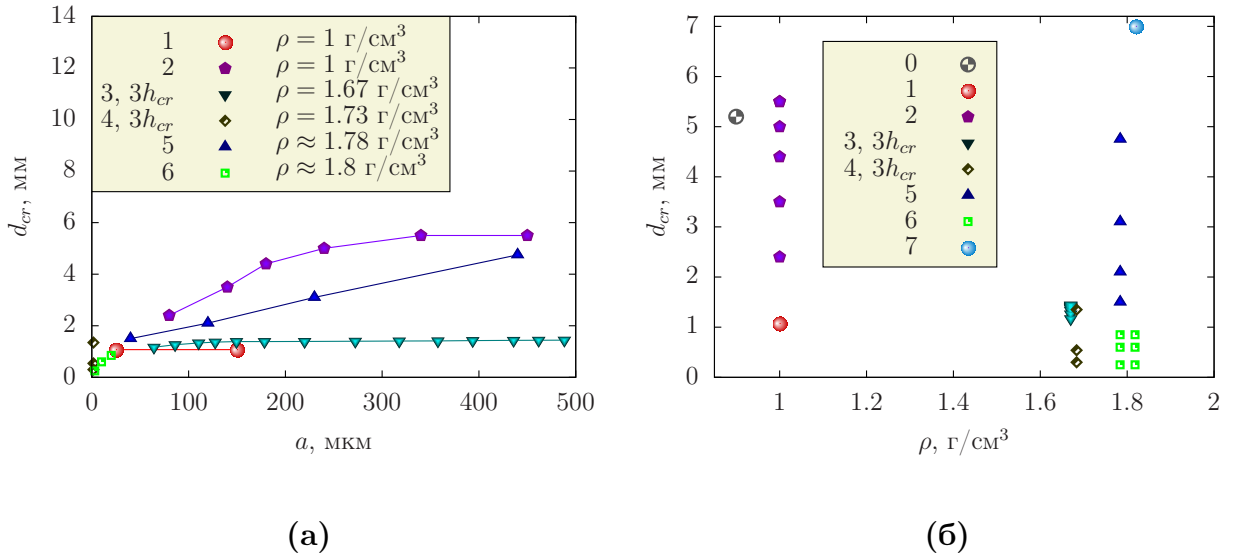 14
12
10
8
6
4
2
0
d_cr, мм
1 ρ = 1 г/см³
2 ρ = 1 г/см³
3, 3h_cr ρ = 1.67 г/см³
4, 3h_cr ρ = 1.73 г/см³
5 ρ ≈ 1.78 г/см³
6 ρ ≈ 1.8 г/см³
0 100 200 300 400 500
a, мкм
(а)
7
6
5
4
3
2
1
0
d_cr, мм
0
1
2
3, 3h_cr
4, 3h_cr
5
6
7
1 1.2 1.4 1.6 1.8 2
ρ, г/см³
(б)